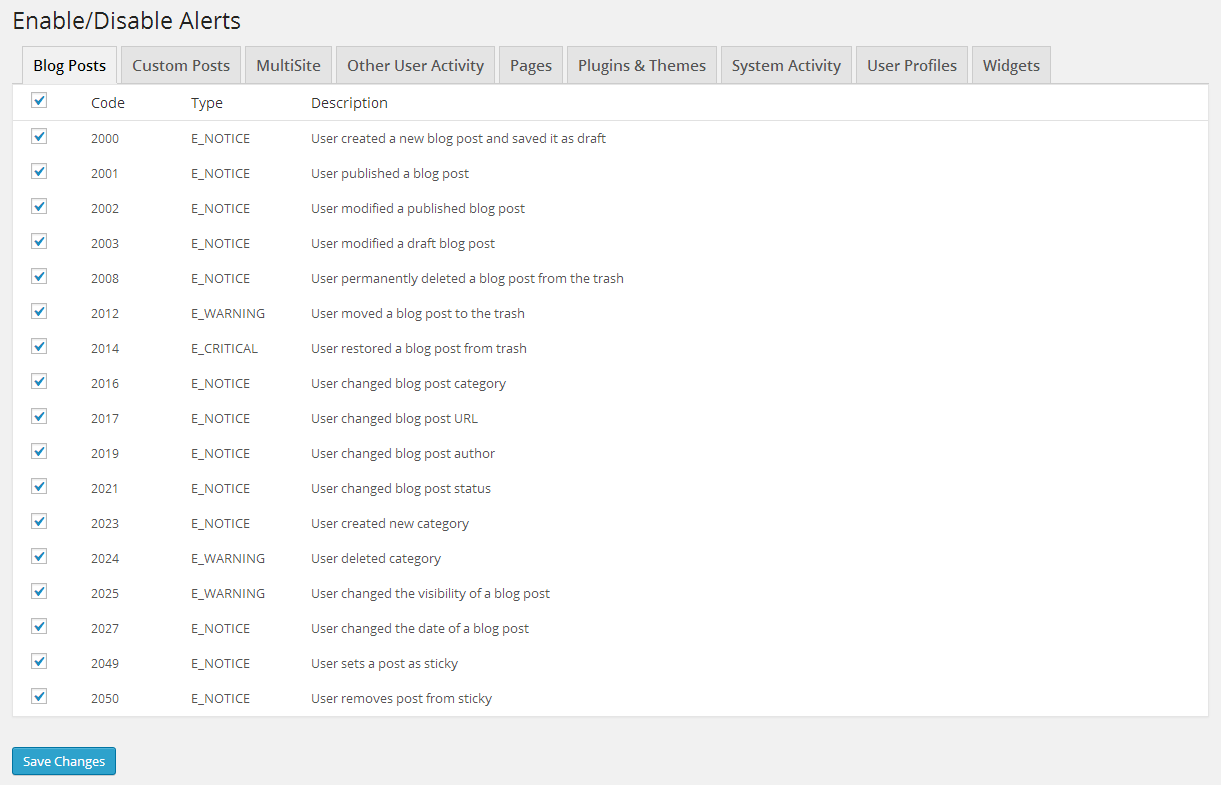 Enable/Disable Alerts
Blog Posts Custom Posts MultiSite Other User Activity Pages Plugins & Themes System Activity User Profiles Widgets
Code Type Description
2000 E_NOTICE User created a new blog post and saved it as draft
2001 E_NOTICE User published a blog post
2002 E_NOTICE User modified a published blog post
2003 E_NOTICE User modified a draft blog post
2008 E_NOTICE User permanently deleted a blog post from the trash
2012 E_WARNING User moved a blog post to the trash
2014 E_CRITICAL User restored a blog post from trash
2016 E_NOTICE User changed blog post category
2017 E_NOTICE User changed blog post URL
2019 E_NOTICE User changed blog post author
2021 E_NOTICE User changed blog post status
2023 E_NOTICE User created new category
2024 E_WARNING User deleted category
2025 E_WARNING User changed the visibility of a blog post
2027 E_NOTICE User changed the date of a blog post
2049 E_NOTICE User sets a post as sticky
2050 E_NOTICE User removes post from sticky
Save Changes